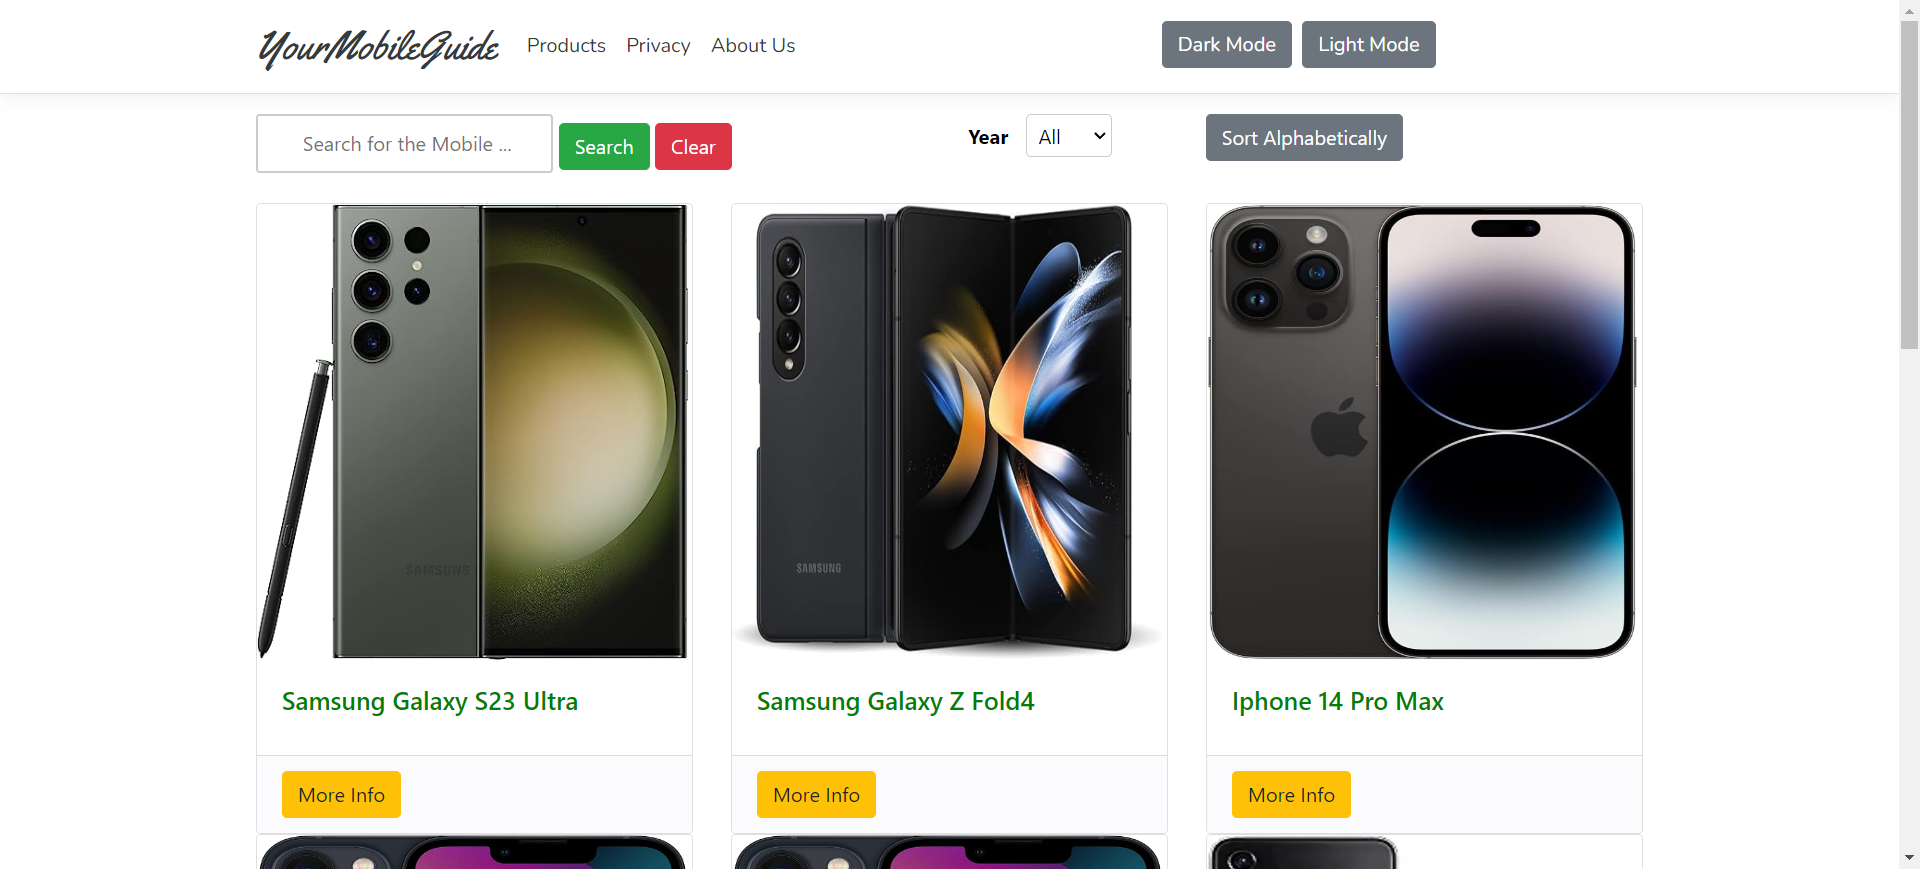 YourMobileGuide Products Privacy About Us Dark Mode Light Mode
Search for the Mobile ... Search Clear Year All Sort Alphabetically
SAMSUNG
SAMSUNG
Samsung Galaxy S23 Ultra
Samsung Galaxy Z Fold4
Iphone 14 Pro Max
More Info
More Info
More Info